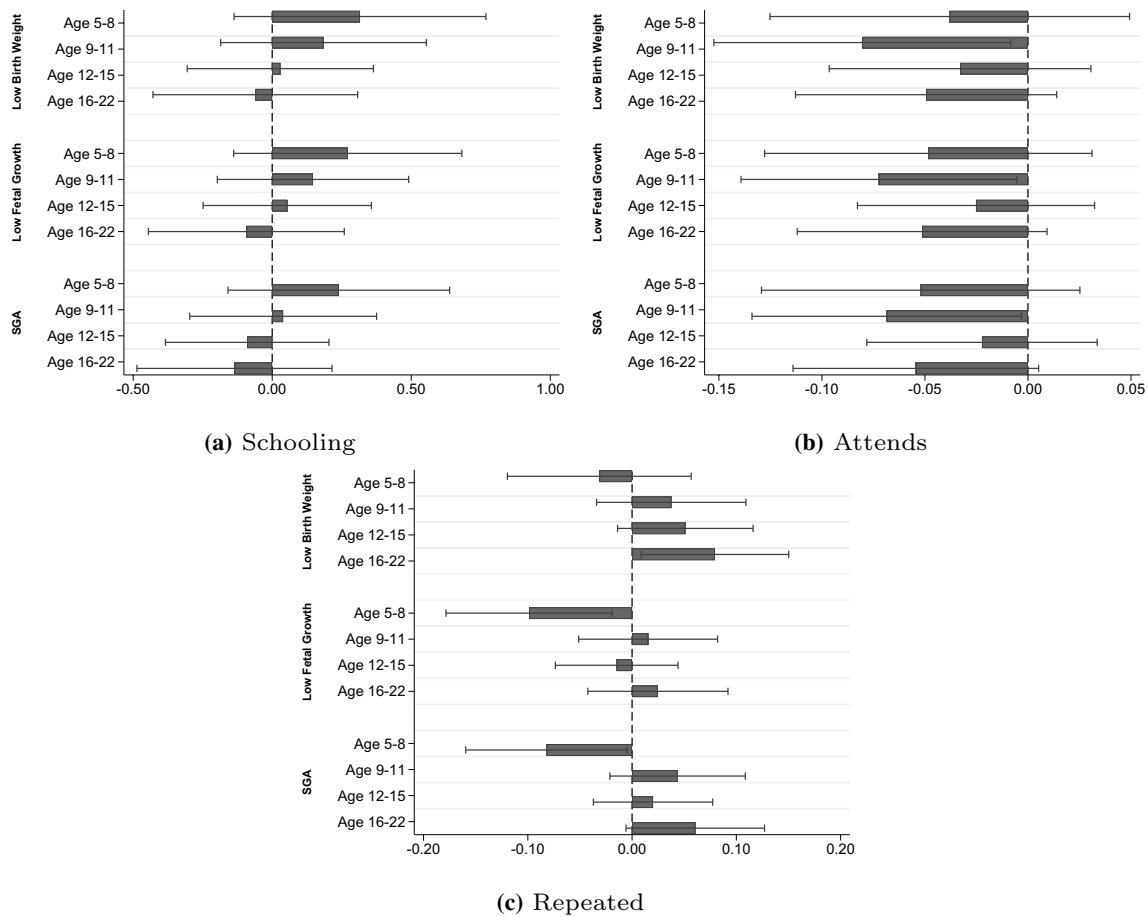 Low Birth Weight
Age 5-8
Age 9-11
Age 12-15
Age 16-22
Low Fetal Growth
Age 5-8
Age 9-11
Age 12-15
Age 16-22
SGA
Age 5-8
Age 9-11
Age 12-15
Age 16-22
-0.50 0.00 0.50 1.00
(a) Schooling
Low Birth Weight
Age 5-8
Age 9-11
Age 12-15
Age 16-22
Low Fetal Growth
Age 5-8
Age 9-11
Age 12-15
Age 16-22
SGA
Age 5-8
Age 9-11
Age 12-15
Age 16-22
-0.15 -0.10 -0.05 0.00 0.05
(b) Attends
Low Birth Weight
Age 5-8
Age 9-11
Age 12-15
Age 16-22
Low Fetal Growth
Age 5-8
Age 9-11
Age 12-15
Age 16-22
SGA
Age 5-8
Age 9-11
Age 12-15
Age 16-22
-0.20 -0.10 0.00 0.10 0.20
(c) Repeated